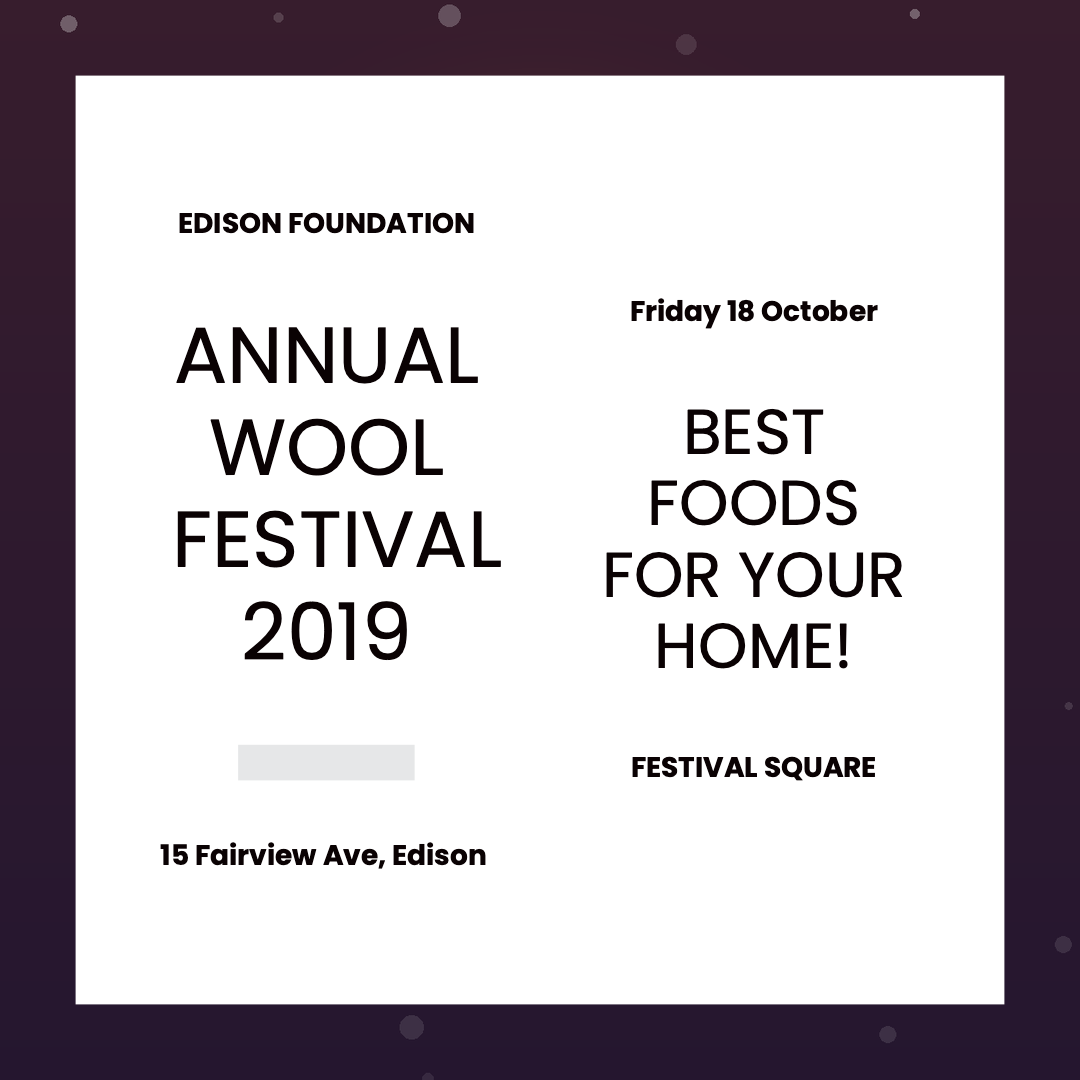 EDISON FOUNDATION
ANNUAL
WOOL
FESTIVAL
2019
15 Fairview Ave, Edison
Friday 18 October
BEST
FOODS
FOR YOUR
HOME!
FESTIVAL SQUARE